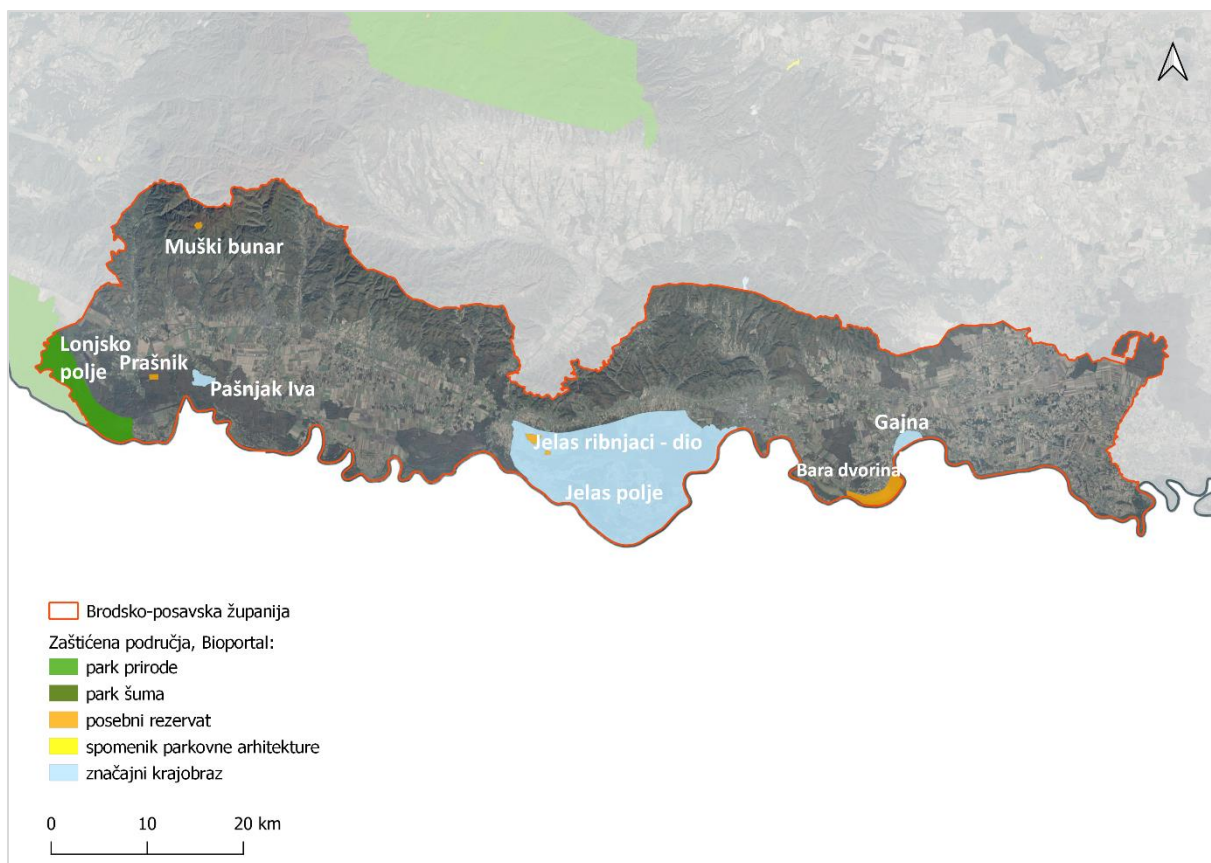 Muški bunar
Lonjsko
polje
Prašnik
Pašnjak Iva
Gajna
Jelas ribnjaci - dio
Bara dvorina
Jelas polje
Brodsko-posavska županija
Zaštićena područja, Bioportal:
park prirode
park šuma
posebni rezervat
spomenik parkovne arhitekture
značajni krajobraz
0 10 20 km